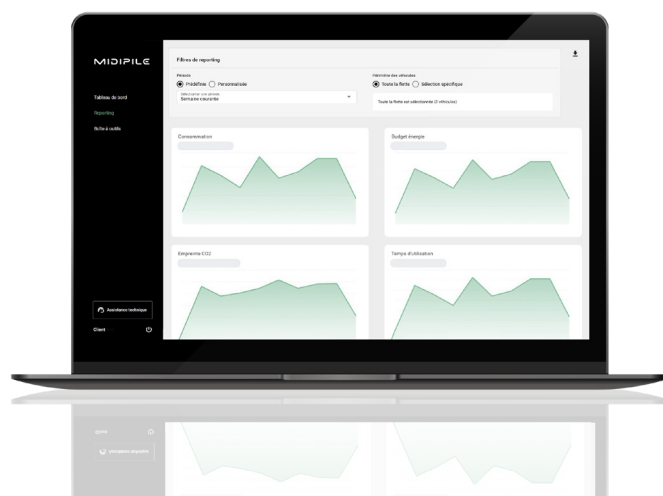 MIDIPILE
Tableau de bord
Reporting
Boîte à outils
Assistance technique
Client
Filtres de reporting
Période
Prédéfinie
Personnalisée
Sélectionner une période
Semaine courante
Périmètre des véhicules
Toute la flotte
Sélection spécifique
Toute la flotte est sélectionnée (3 véhicules)
Consommation
Budget énergie
Empreinte CO2
Temps d'utilisation